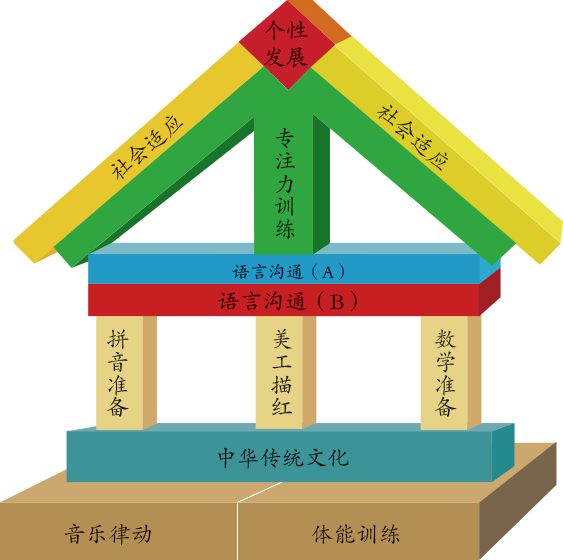 个性
发展
社会适应
社会适应
专注力训练
语言沟通（A）
语言沟通（B）
拼音准备
美工描红
数学准备
中华传统文化
音乐律动
体能训练